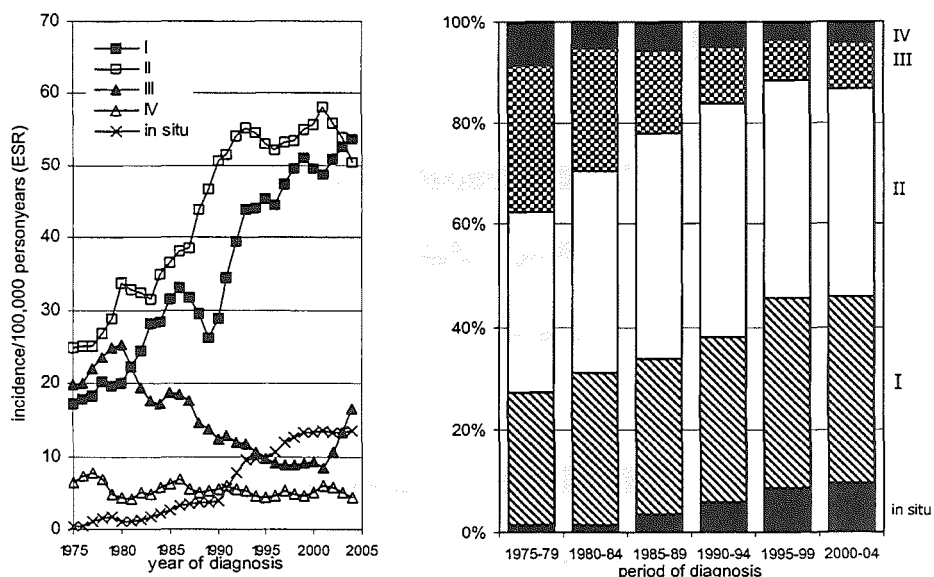 70
60
50
40
30
20
10
0
incidence/100,000 personyears (ESR)
I
II
III
IV
in situ
1975 1980 1985 1990 1995 2000 2005
year of diagnosis
100%
80%
60%
40%
20%
0%
IV
III
II
I
in situ
1975-79 1980-84 1985-89 1990-94 1995-99 2000-04
period of diagnosis